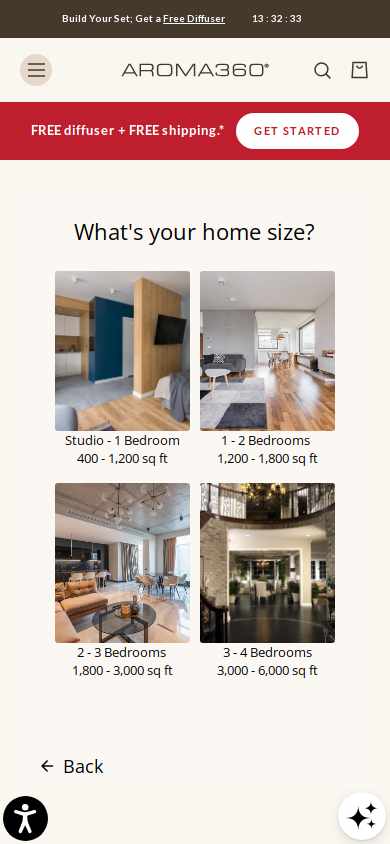 Build Your Set; Get a Free Diffuser 13 : 32 : 33
AROMA360®
FREE diffuser + FREE shipping.* GET STARTED
What's your home size?
Studio - 1 Bedroom
400 - 1,200 sq ft
1 - 2 Bedrooms
1,200 - 1,800 sq ft
2 - 3 Bedrooms
1,800 - 3,000 sq ft
3 - 4 Bedrooms
3,000 - 6,000 sq ft
Back